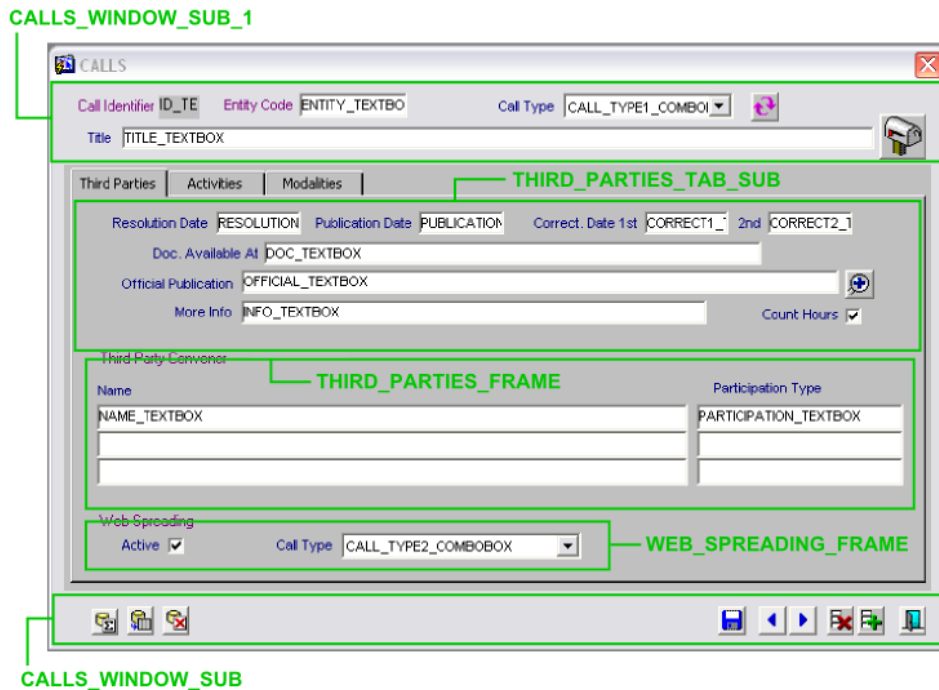 CALLS_WINDOW_SUB_1
CALLS
Call Identifier ID_TE Entity Code ENTITY_TEXTBO Call Type CALL_TYPE1_COMBOI
Title TITLE_TEXTBOX
Third Parties Activities Modalities THIRD_PARTIES_TAB_SUB
Resolution Date RESOLUTION Publication Date PUBLICATION Correct. Date 1st CORRECT1_T 2nd CORRECT2_T
Doc. Available At DOC_TEXTBOX
Official Publication OFFICIAL_TEXTBOX
More Info INFO_TEXTBOX Count Hours
Third Party Convener
THIRD_PARTIES_FRAME
Name Participation Type
NAME_TEXTBOX PARTICIPATION_TEXTBOX
Web Spreading
Active Call Type CALL_TYPE2_COMBOBOX WEB_SPREADING_FRAME
CALLS_WINDOW_SUB